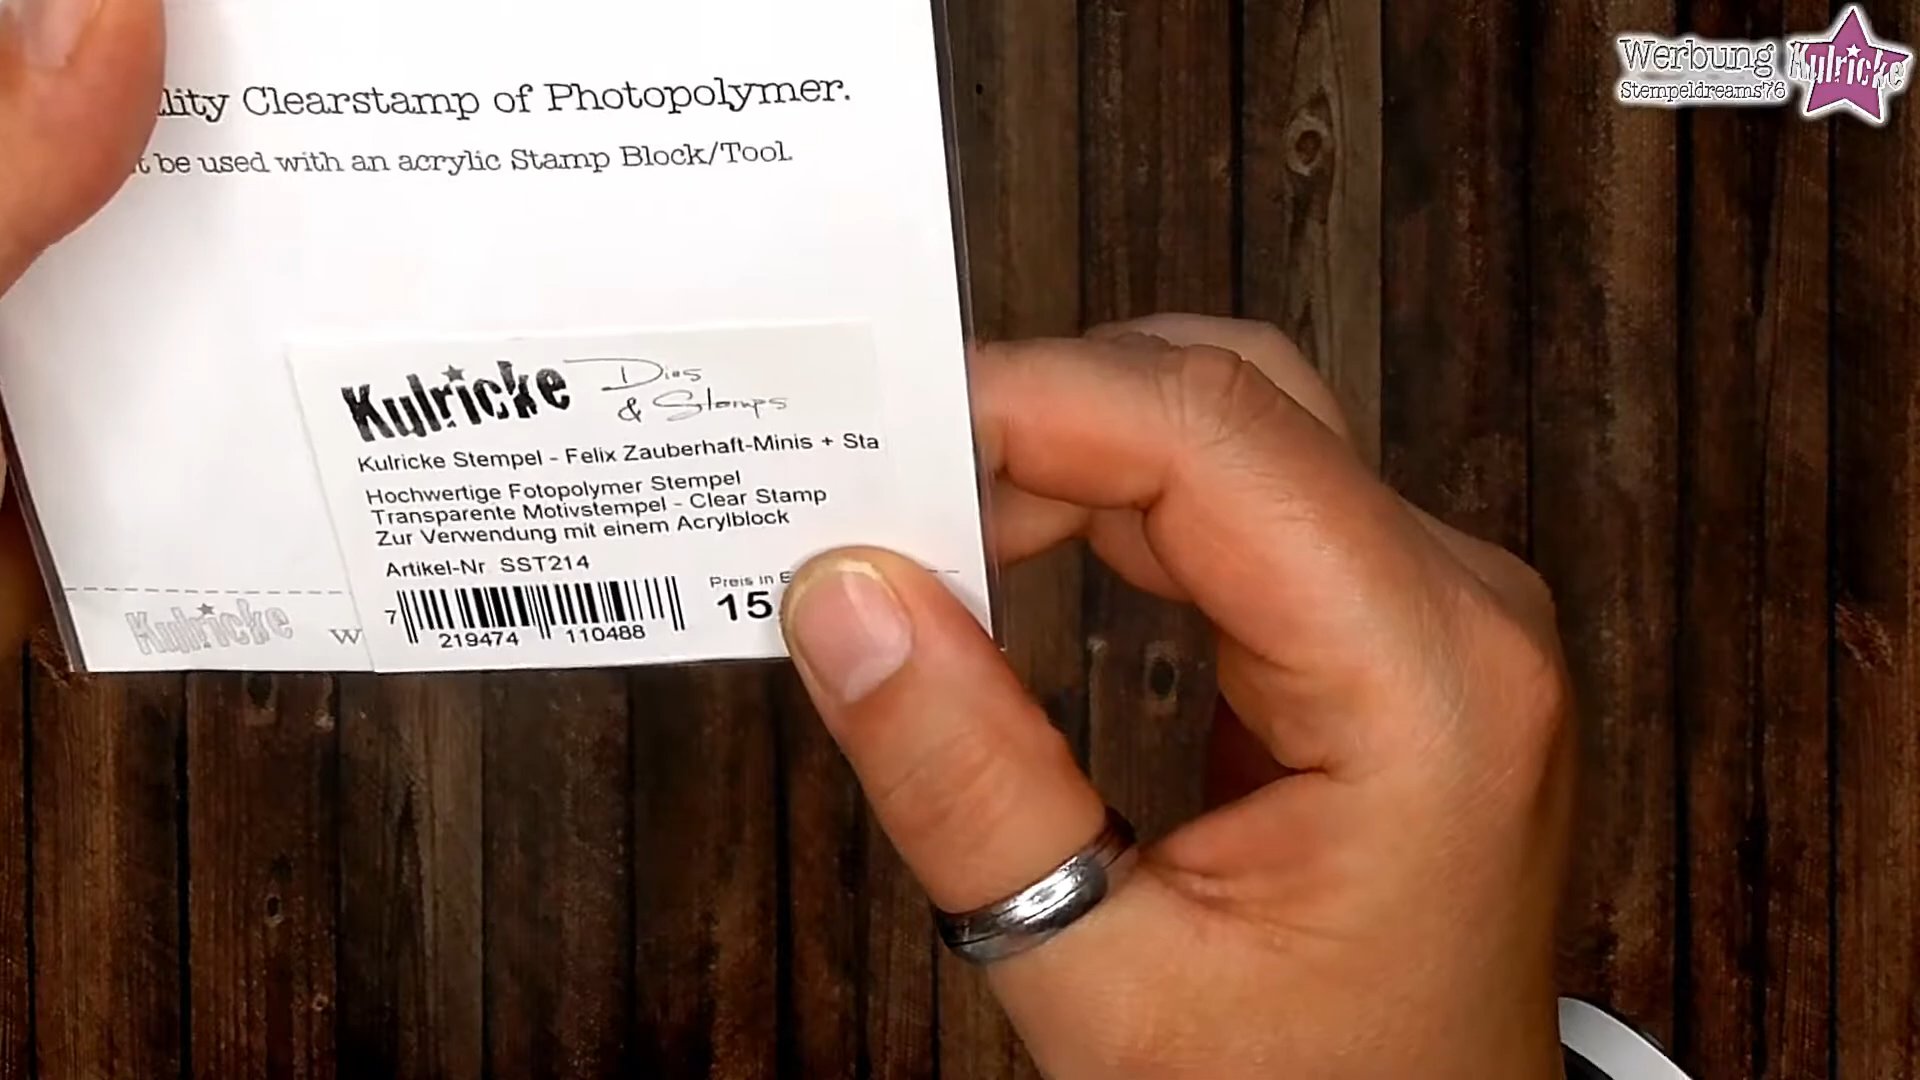 Werbung
Stempeldreams76
Kulricke
Clearstamp of Photopolymer.
be used with an acrylic Stamp Block/Tool.
Kulricke Dies
& Stamps
Kulricke Stempel - Felix Zauberhaft-Minis + Sta
Hochwertige Fotopolymer Stempel
Transparente Motivstempel - Clear Stamp
Zur Verwendung mit einem Acrylblock
Artikel-Nr SST214
Preis in
15
7 219474 110488
Kulricke